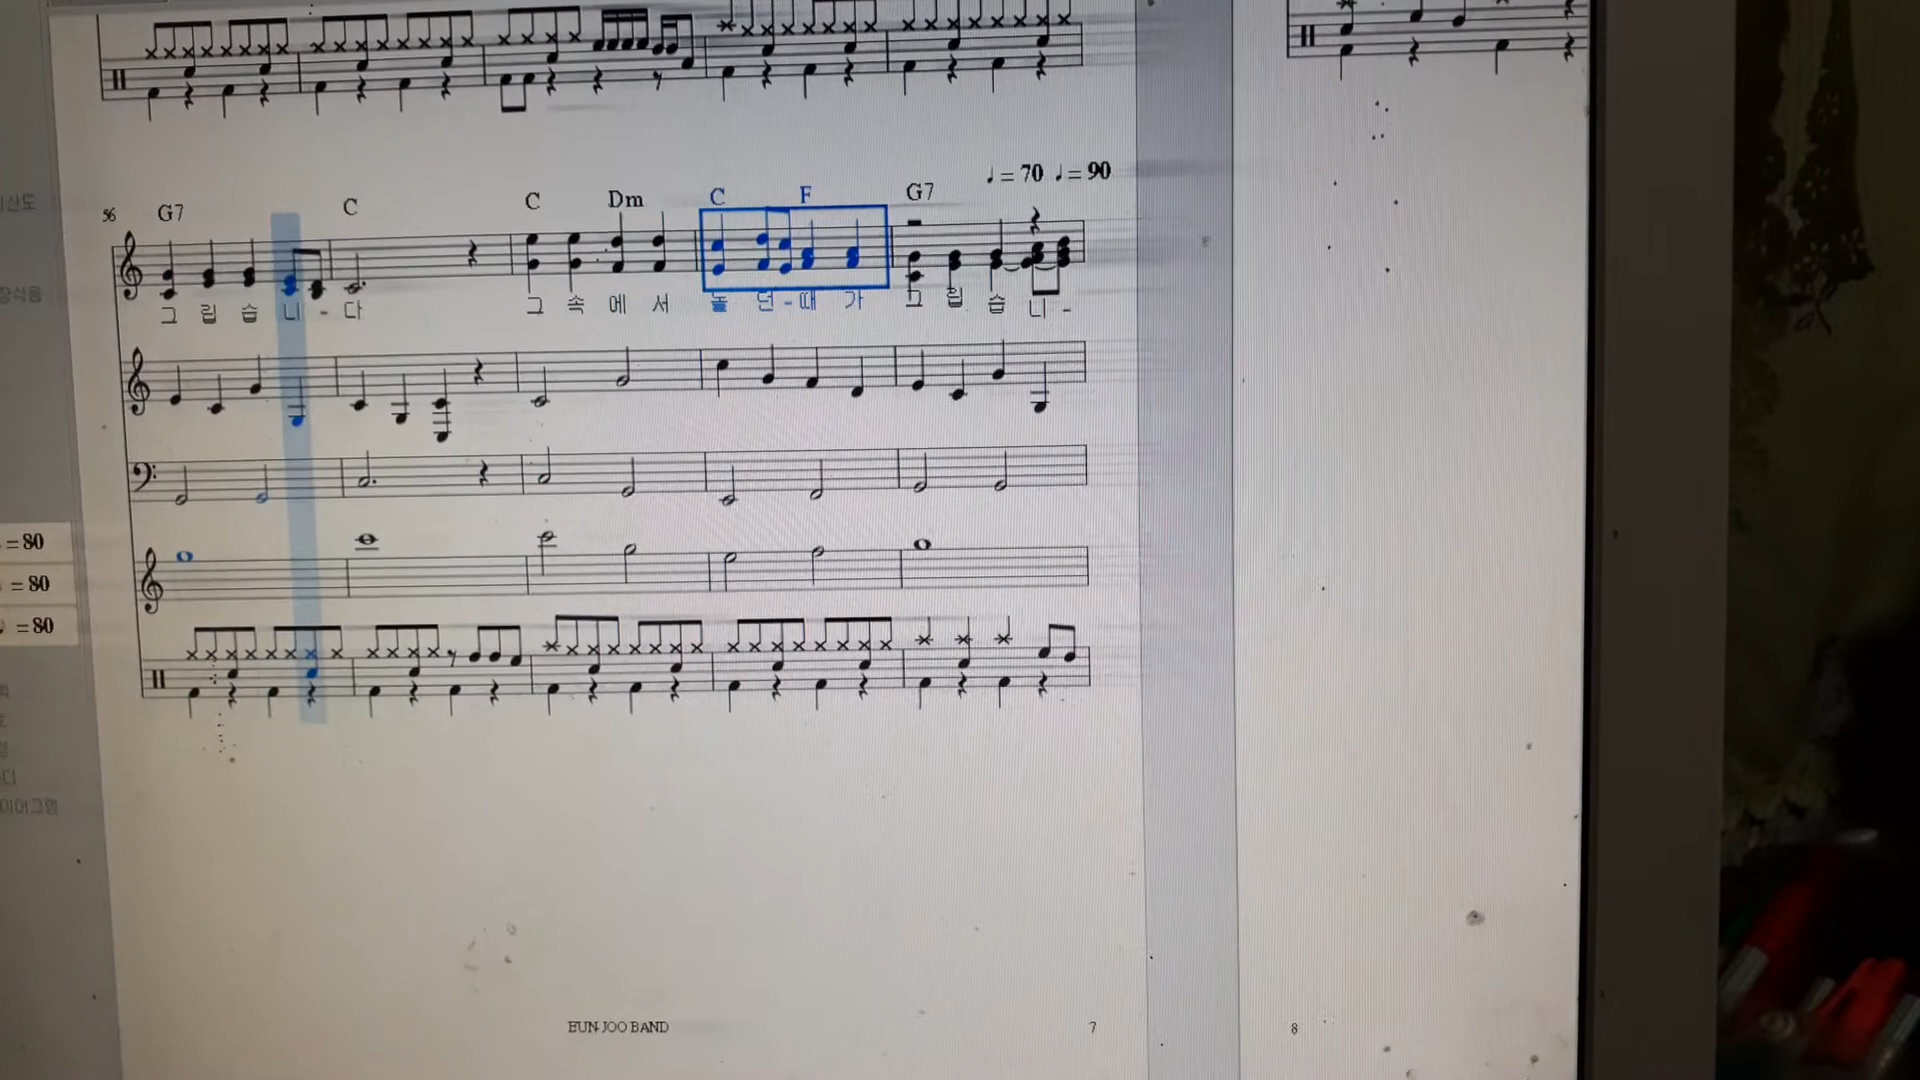 ♩ = 70 ♩ = 90
56 G7 C C Dm C F G7
그 립 습 니 - 다 그 속 에 서 놀 던 - 때 가 그 립 습 니 -
= 80
= 80
= 80
EUN JOO BAND 7 8